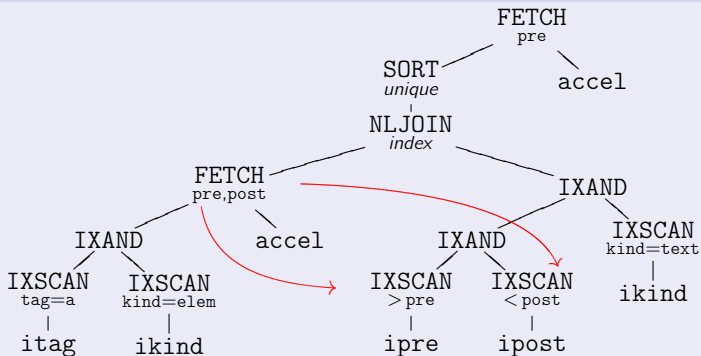 FETCH
pre
SORT
unique
accel
NLJOIN
index
FETCH
pre,post
IXAND
IXAND
accel
IXAND
IXSCAN
kind=text
IXSCAN
tag=a
IXSCAN
kind=elem
IXSCAN
> pre
IXSCAN
< post
ikind
itag
ikind
ipre
ipost